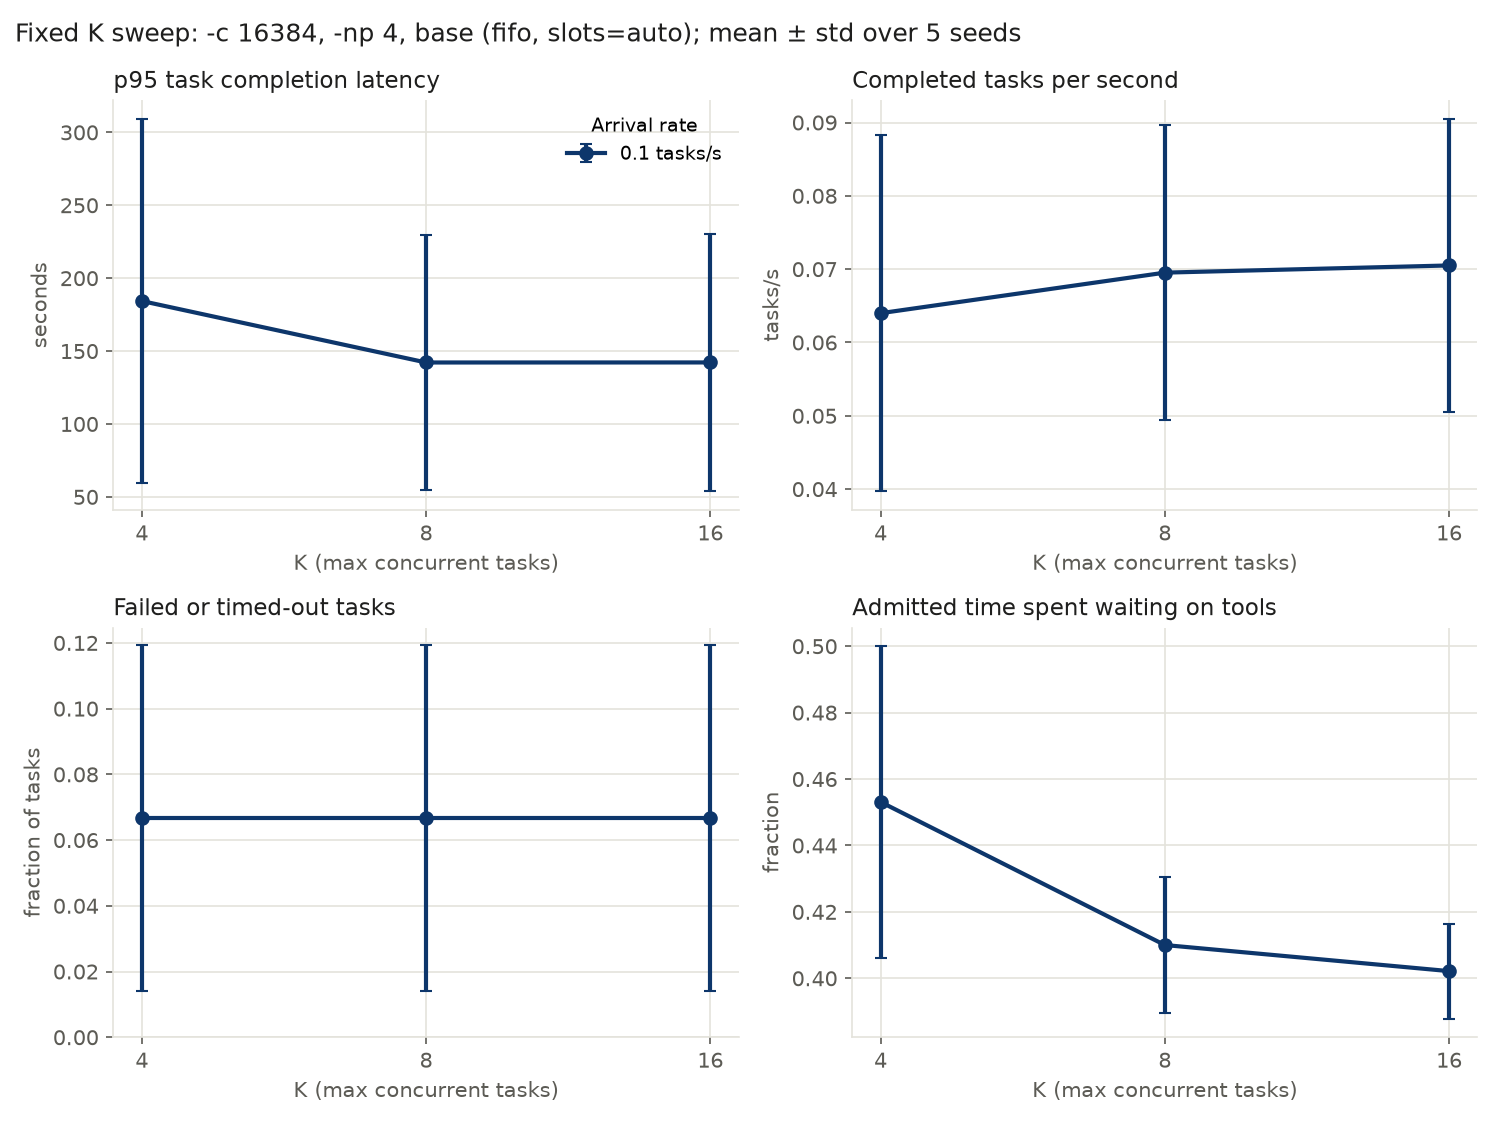 Fixed K sweep: -c 16384, -np 4, base (fifo, slots=auto); mean ± std over 5 seeds
p95 task completion latency
Arrival rate
0.1 tasks/s
seconds
300
250
200
150
100
50
4 8 16
K (max concurrent tasks)
Completed tasks per second
tasks/s
0.09
0.08
0.07
0.06
0.05
0.04
4 8 16
K (max concurrent tasks)
Failed or timed-out tasks
fraction of tasks
0.12
0.10
0.08
0.06
0.04
0.02
0.00
4 8 16
K (max concurrent tasks)
Admitted time spent waiting on tools
fraction
0.50
0.48
0.46
0.44
0.42
0.40
4 8 16
K (max concurrent tasks)